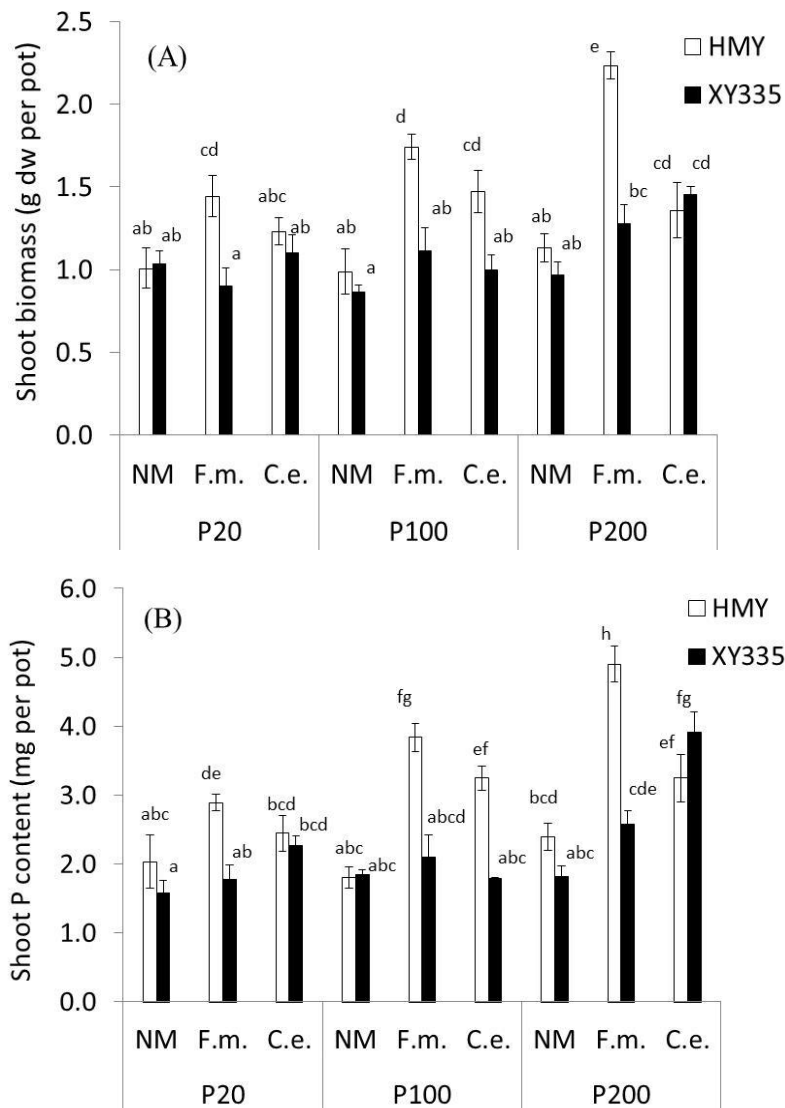 (A)
HMY
XY335
Shoot biomass (g dw per pot)
2.5
2.0
1.5
1.0
0.5
0.0
ab ab cd a abc ab
ab a d ab cd ab
ab ab e bc cd cd
NM F.m. C.e. NM F.m. C.e. NM F.m. C.e.
P20 P100 P200
(B)
HMY
XY335
Shoot P content (mg per pot)
6.0
5.0
4.0
3.0
2.0
1.0
0.0
abc a de ab bcd bcd
abc abc fg abcd ef abc
bcd abc h cde ef fg
NM F.m. C.e. NM F.m. C.e. NM F.m. C.e.
P20 P100 P200